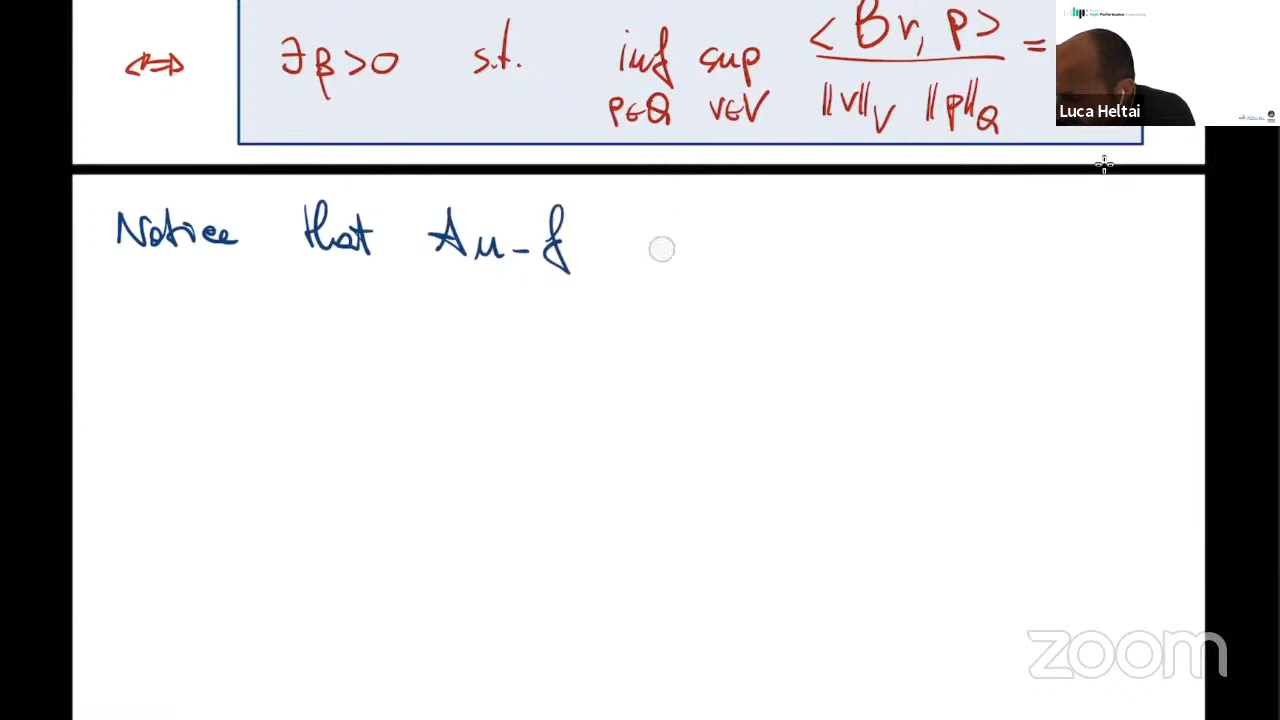 ⟺ ∃β>0 s.t. inf p∈Q sup v∈V <Bv, p> / ‖v‖_V ‖p‖_Q =
Luca Heltai
Notice that Au - f
zoom